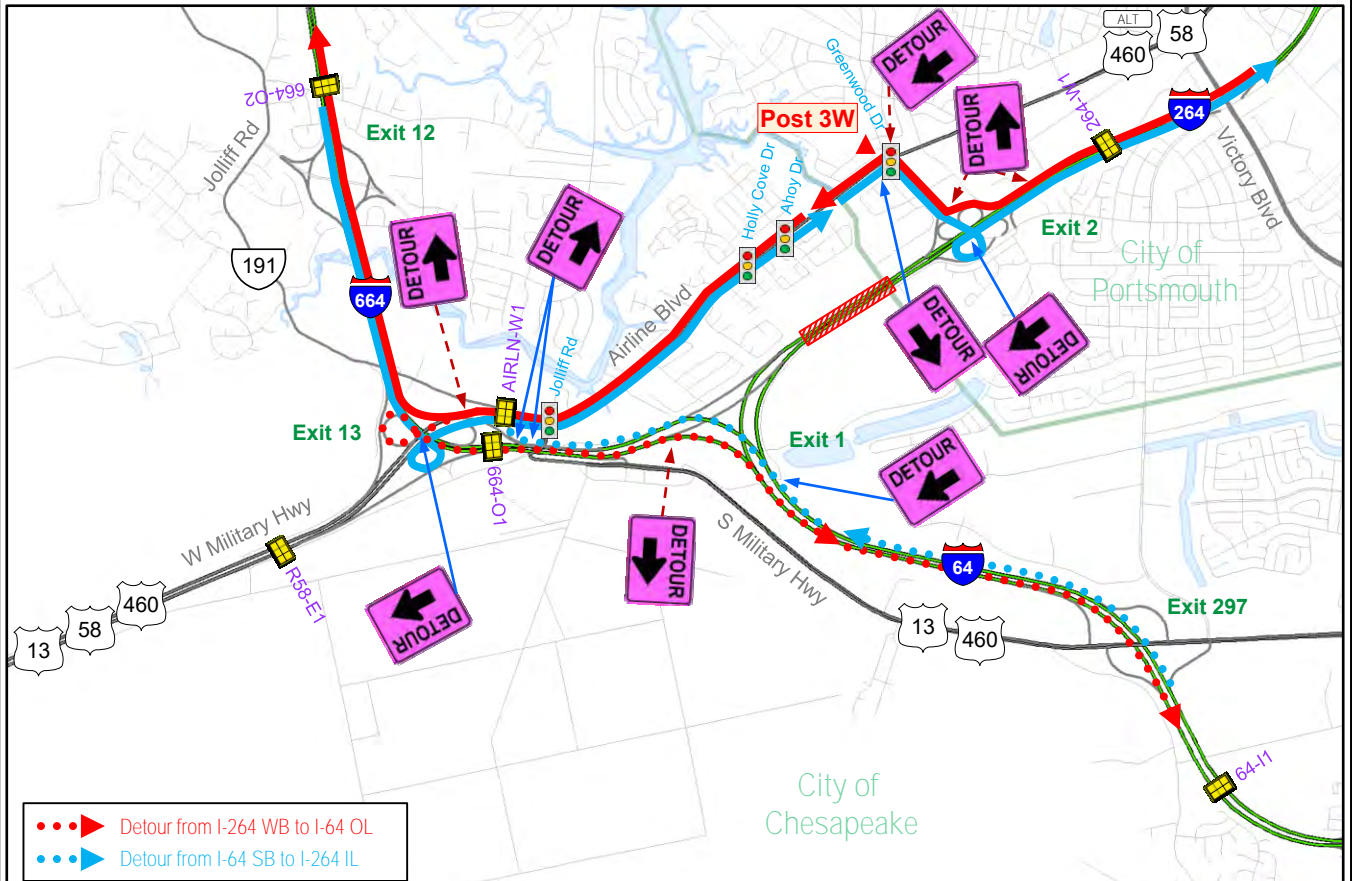 ALT
460
58
Greenwood Dr
DETOUR
264-W1
264
664-O2
Exit 12
Jolliff Rd
Post 3W
DETOUR
Victory Blvd
Holly Cove Dr
Ahoy Dr
Exit 2
City of
Portsmouth
DETOUR
DETOUR
191
664
AIRLN-W1
Jolliff Rd
Airline Blvd
DETOUR
DETOUR
Exit 13
664-O1
Exit 1
DETOUR
W Military Hwy
S Military Hwy
DETOUR
64
R58-E1
DETOUR
Exit 297
13
58
460
13
460
64-I1
City of
Chesapeake
Detour from I-264 WB to I-64 OL
Detour from I-64 SB to I-264 IL